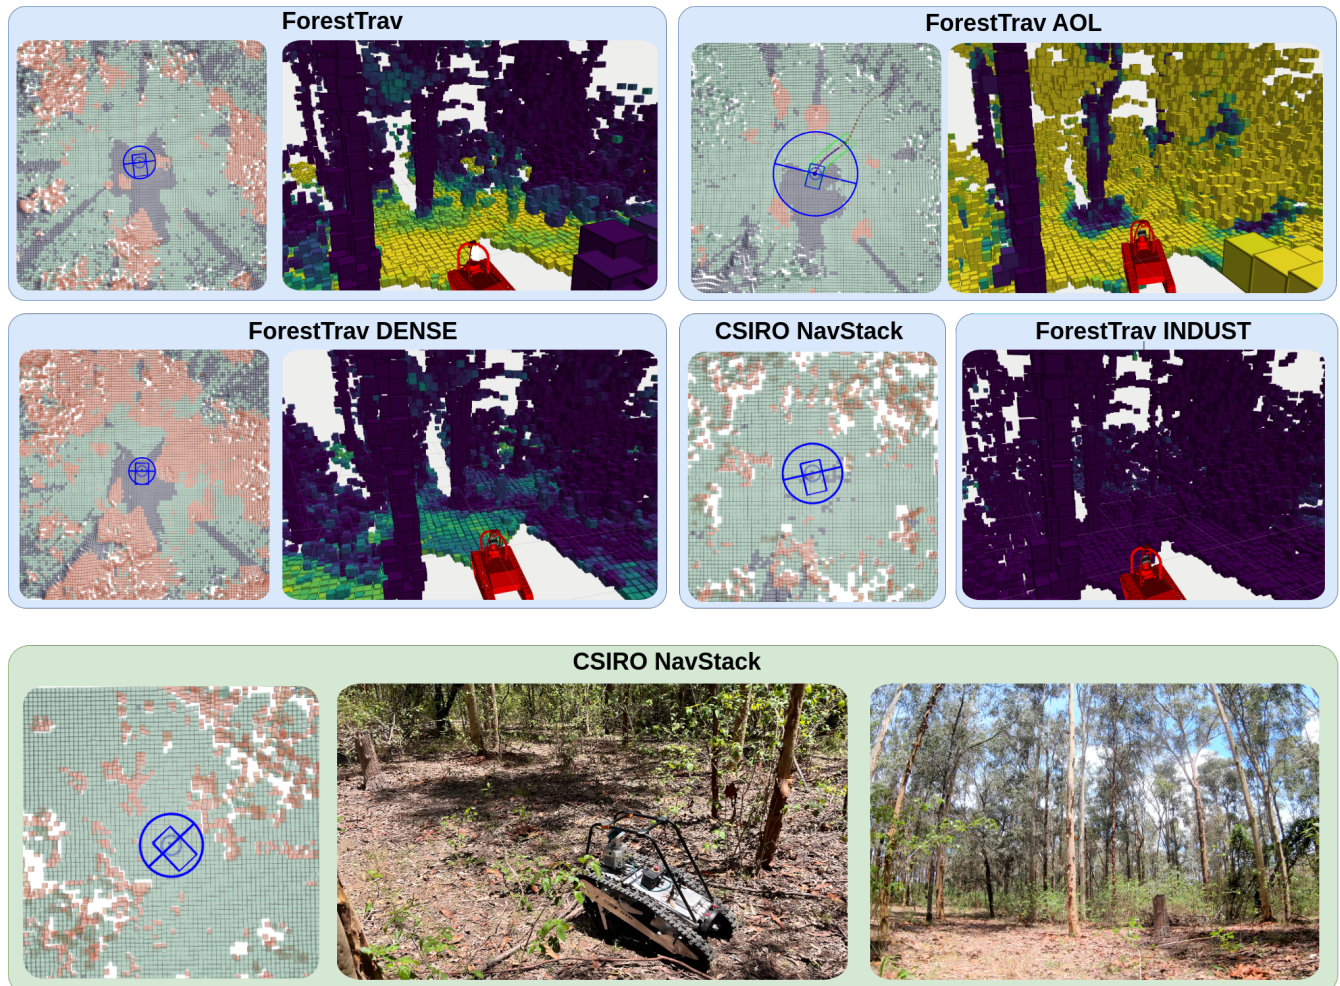 ForestTrav
ForestTrav AOL
ForestTrav DENSE
CSIRO NavStack
ForestTrav INDUST
CSIRO NavStack